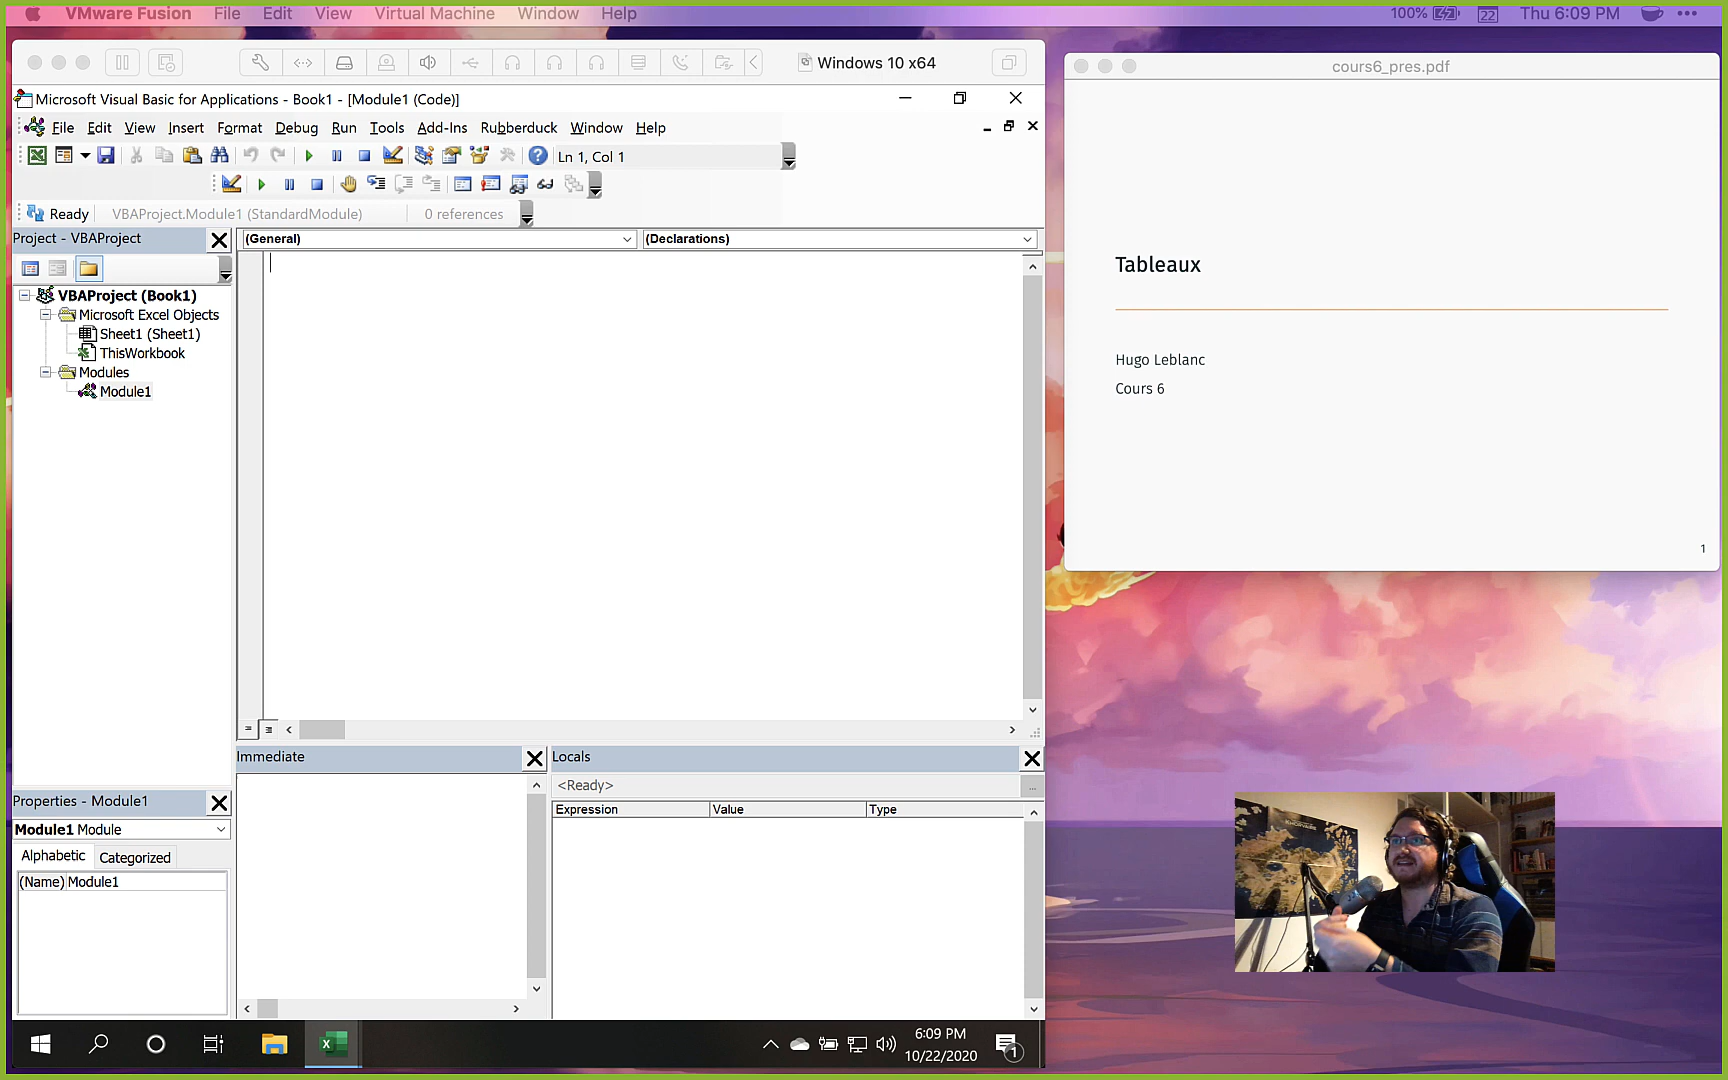 VMware Fusion File Edit View Virtual Machine Window Help 100% 22 Thu 6:09 PM
Windows 10 x64
Microsoft Visual Basic for Applications - Book1 - [Module1 (Code)]
File Edit View Insert Format Debug Run Tools Add-Ins Rubberduck Window Help
Ln 1, Col 1
Ready VBAProject.Module1 (StandardModule) 0 references
Project - VBAProject
(General) (Declarations)
VBAProject (Book1)
Microsoft Excel Objects
Sheet1 (Sheet1)
ThisWorkbook
Modules
Module1
Immediate
Locals
<Ready>
Expression Value Type
Properties - Module1
Module1 Module
Alphabetic Categorized
(Name) Module1
6:09 PM
10/22/2020
1
cours6_pres.pdf
Tableaux
Hugo Leblanc
Cours 6
1